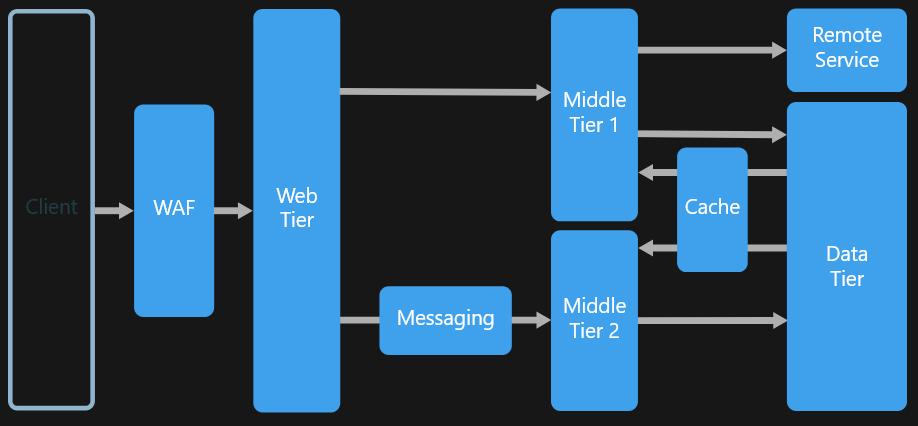 Client
WAF
Web
Tier
Messaging
Middle
Tier 1
Middle
Tier 2
Cache
Remote
Service
Data
Tier